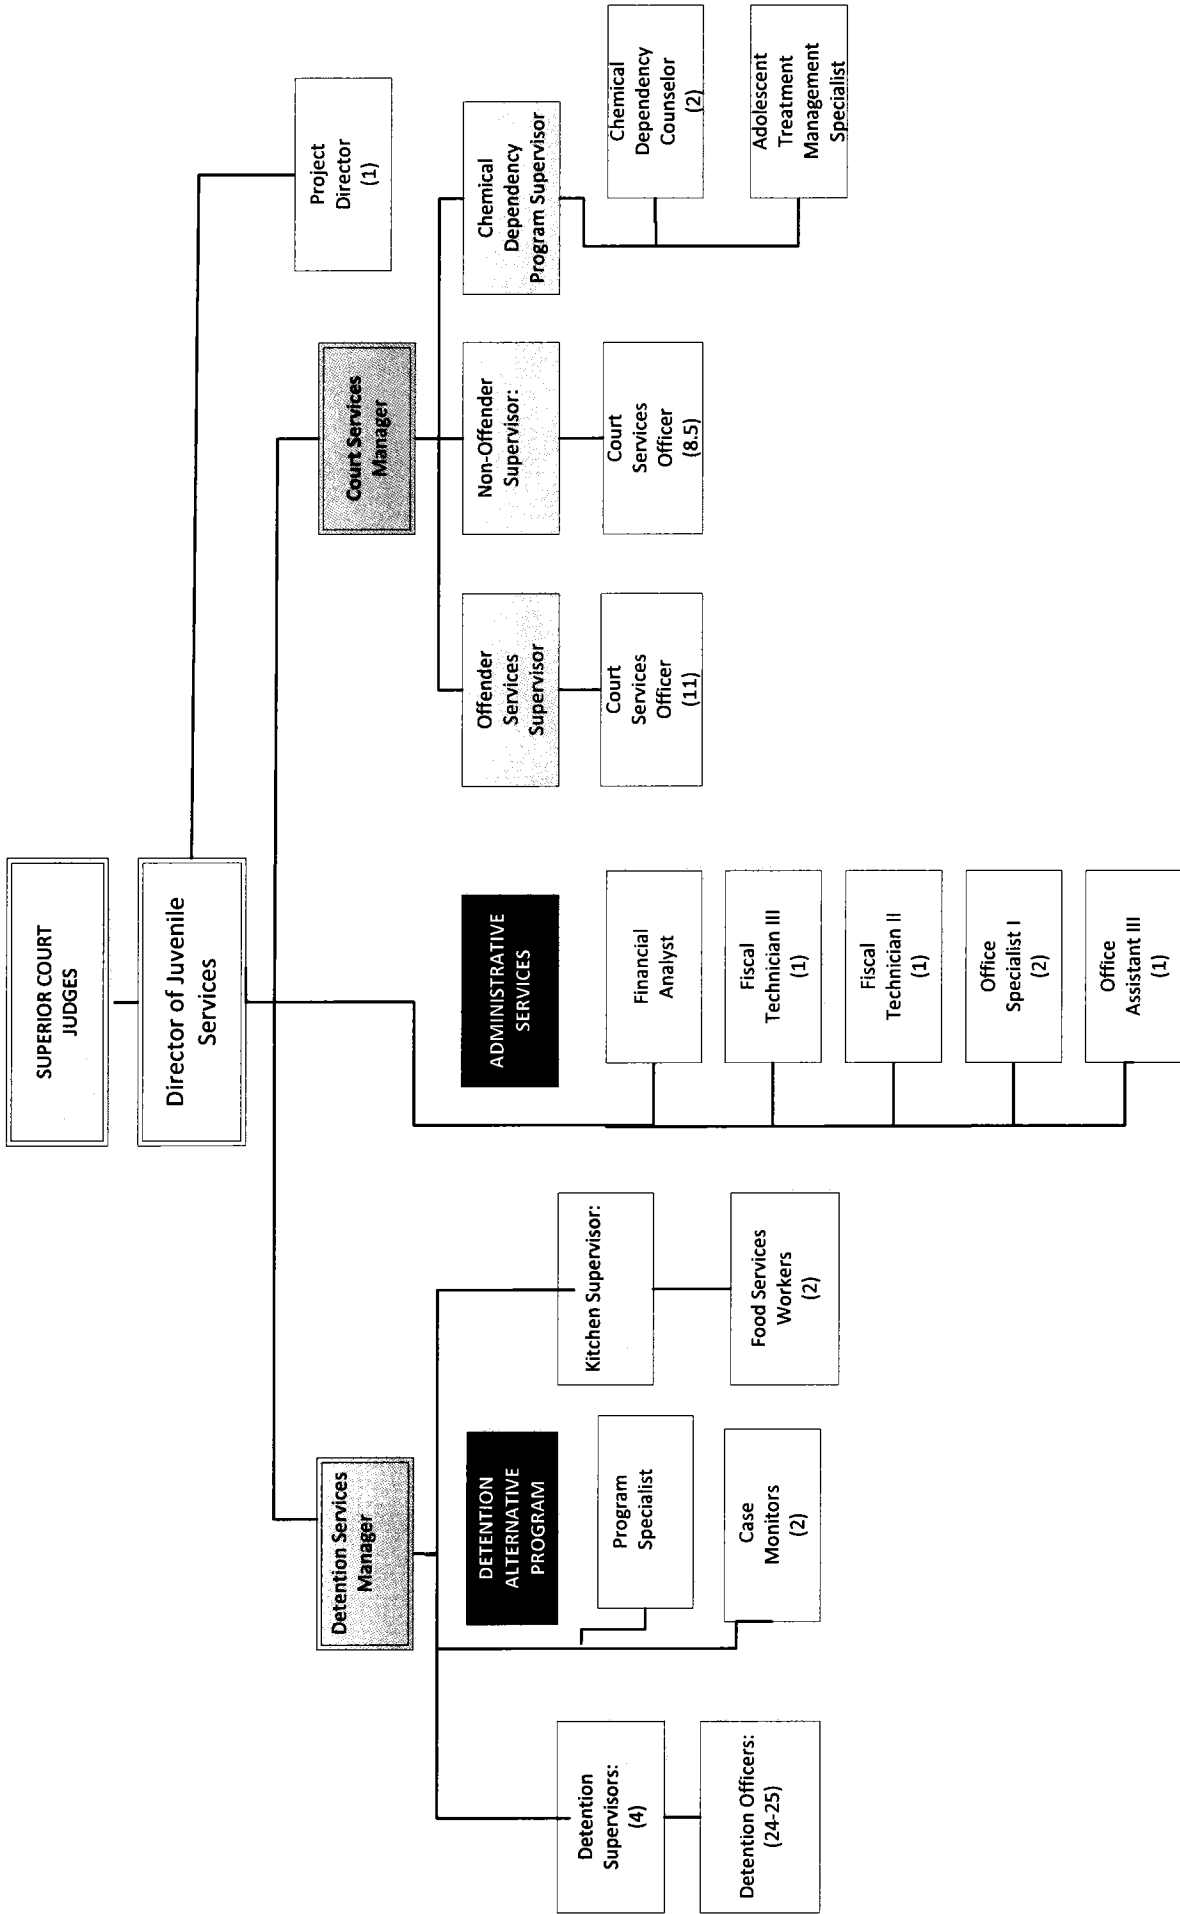 SUPERIOR COURT
JUDGES
Director of Juvenile
Services
Project
Director
(1)
Detention Services
Manager
Court Services
Manager
DETENTION
ALTERNATIVE
PROGRAM
ADMINISTRATIVE
SERVICES
Offender
Services
Supervisor
Non-Offender
Supervisor:
Chemical
Dependency
Program Supervisor
Detention
Supervisors:
(4)
Detention Officers:
(24-25)
Program
Specialist
Case
Monitors
(2)
Kitchen Supervisor:
Food Services
Workers
(2)
Financial
Analyst
Fiscal
Technician III
(1)
Fiscal
Technician II
(1)
Office
Specialist I
(2)
Office
Assistant III
(1)
Court
Services
Officer
(11)
Court
Services
Officer
(8.5)
Chemical
Dependency
Counselor
(2)
Adolescent
Treatment
Management
Specialist